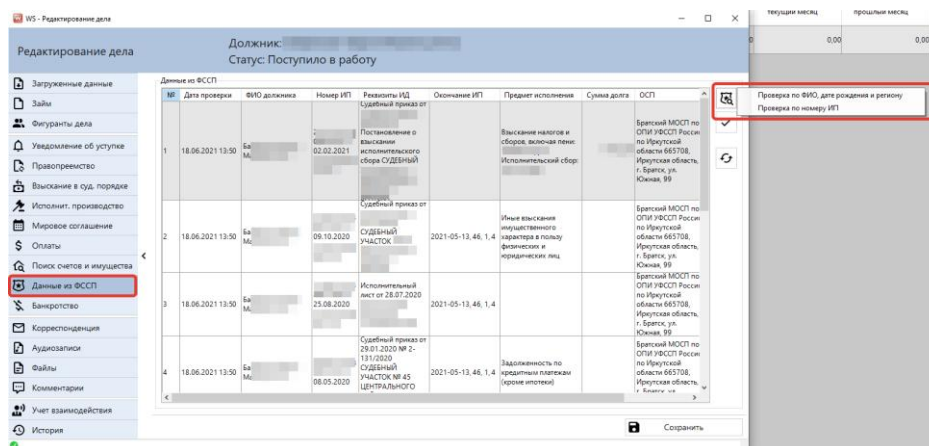 WS - Редактирование дела
текущий месяц
прошлый месяц
0,00
0,00
Редактирование дела
Должник:
Статус: Поступило в работу
Загруженные данные
Займ
Фигуранты дела
Уведомление об уступке
Правопреемство
Взыскание в суд. порядке
Исполнит. производство
Мировое соглашение
Оплаты
Поиск счетов и имущества
Данные из ФССП
Банкротство
Корреспонденция
Аудиозаписи
Файлы
Комментарии
Учет взаимодействия
История
Данные из ФССП
№ Дата проверки ФИО должника Номер ИП Реквизиты ИД Окончание ИП Предмет исполнения Сумма долга ОСП
1
18.06.2021 13:50
02.02.2021
Судебный приказ от
Постановление о
взыскании
исполнительского
сбора СУДЕБНЫЙ
Взыскание налогов и
сборов, включая пени:
Исполнительский сбор:
Братский МОСП по
ОПИ УФССП Россий
по Иркутской
области 665708,
Иркутская область,
г. Братск, ул.
Южная, 99
2
18.06.2021 13:50
09.10.2020
Судебный приказ от
СУДЕБНЫЙ
УЧАСТОК
2021-05-13, 46, 1, 4
Иные взыскания
имущественного
характера в пользу
физических и
юридических лиц
Братский МОСП по
ОПИ УФССП Россий
по Иркутской
области 665708,
Иркутская область,
г. Братск, ул.
Южная, 99
3
18.06.2021 13:50
25.08.2020
Исполнительный
лист от 28.07.2020
2021-05-13, 46, 1, 4
Братский МОСП по
ОПИ УФССП Россий
по Иркутской
области 665708,
Иркутская область,
г. Братск, ул.
Южная, 99
4
18.06.2021 13:50
08.05.2020
Судебный приказ от
29.01.2020 № 2-
131/2020
СУДЕБНЫЙ
УЧАСТОК № 45
ЦЕНТРАЛЬНОГО
2021-05-13, 46, 1, 4
Задолженность по
кредитным платежам
(кроме ипотеки)
Братский МОСП по
ОПИ УФССП Россий
по Иркутской
области 665708,
Иркутская область,
г. Братск, ул.
Проверка по ФИО, дате рождения и региону
Проверка по номеру ИП
Сохранить